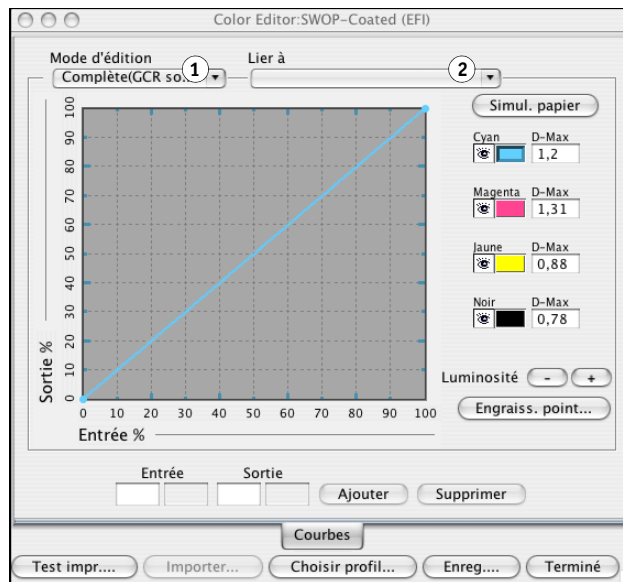 Color Editor:SWOP-Coated (EFI)
Mode d'édition
Lier à
Complète(GCR so...
1
2
Simul. papier
Cyan D-Max
1,2
Magenta D-Max
1,31
Jaune D-Max
0,88
Noir D-Max
0,78
Luminosité - +
Engraiss. point...
Sortie %
100
90
80
70
60
50
40
30
20
10
0
0 10 20 30 40 50 60 70 80 90 100
Entrée %
Entrée Sortie
Ajouter Supprimer
Courbes
Test impr.... Importer... Choisir profil... Enreg.... Terminé